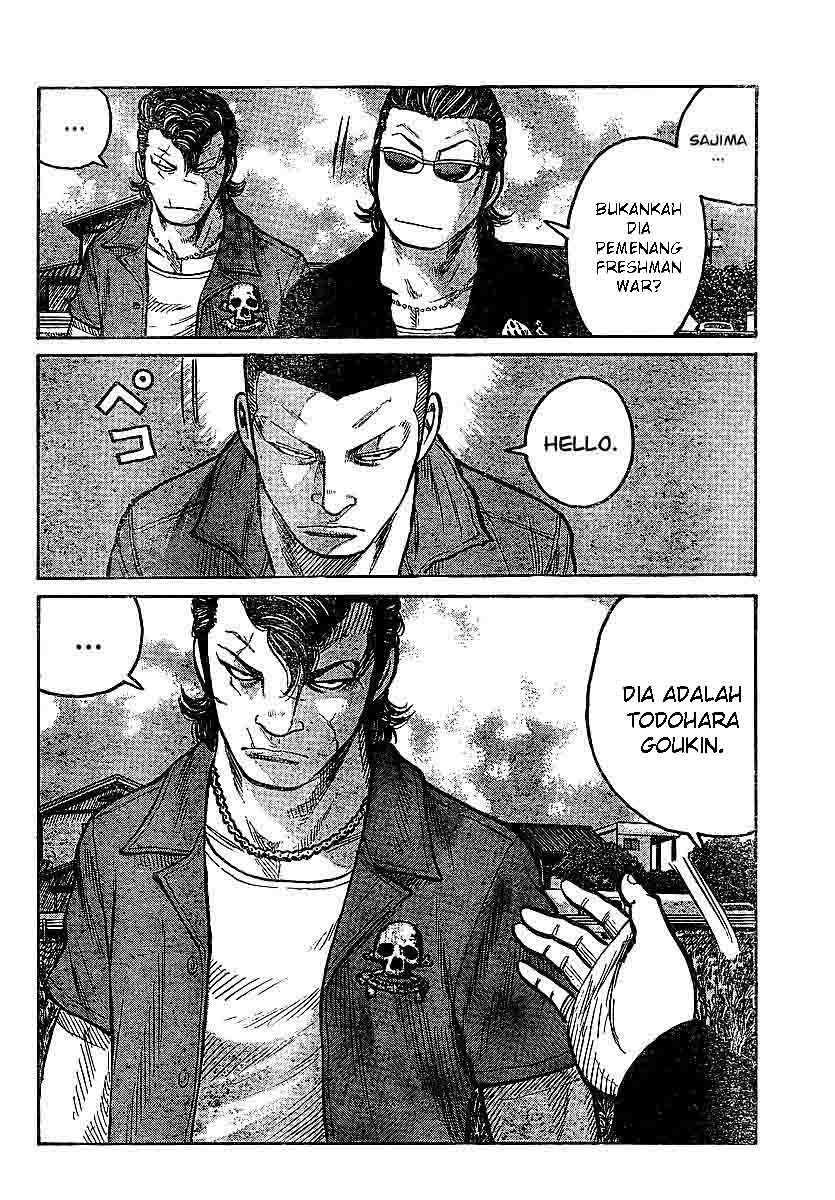 ...
SAJIMA
...
BUKANKAH
DIA
PEMENANG
FRESHMAN
WAR?
ペコ
HELLO.
...
DIA ADALAH
TODOHARA
GOUKIN.